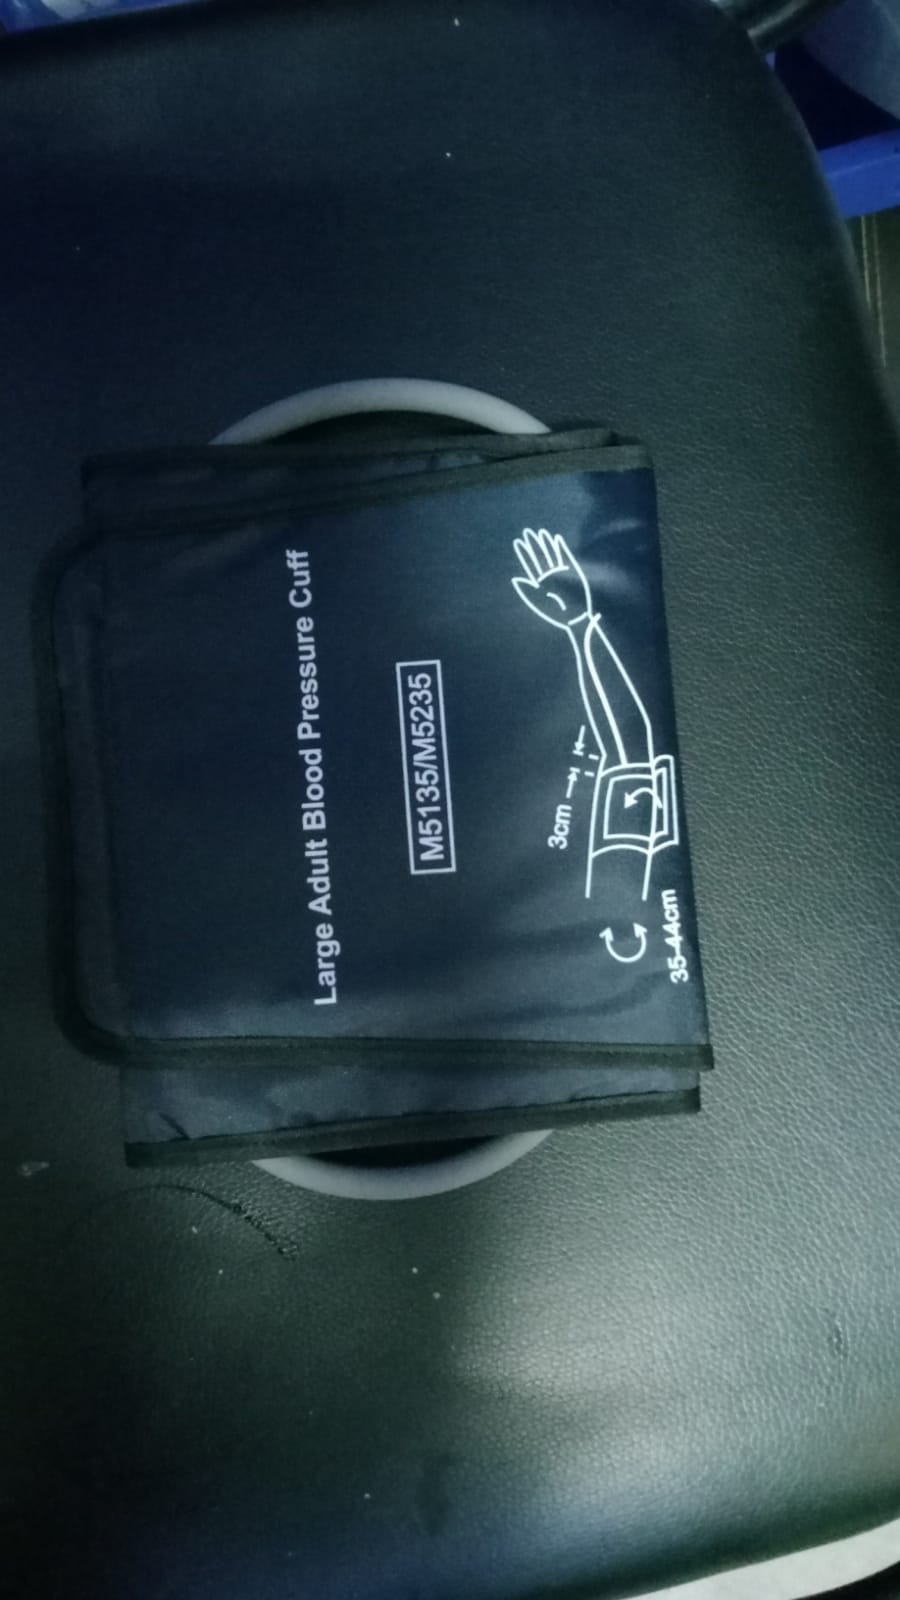 Large Adult Blood Pressure Cuff
M5135/M5235
3cm
35-44cm